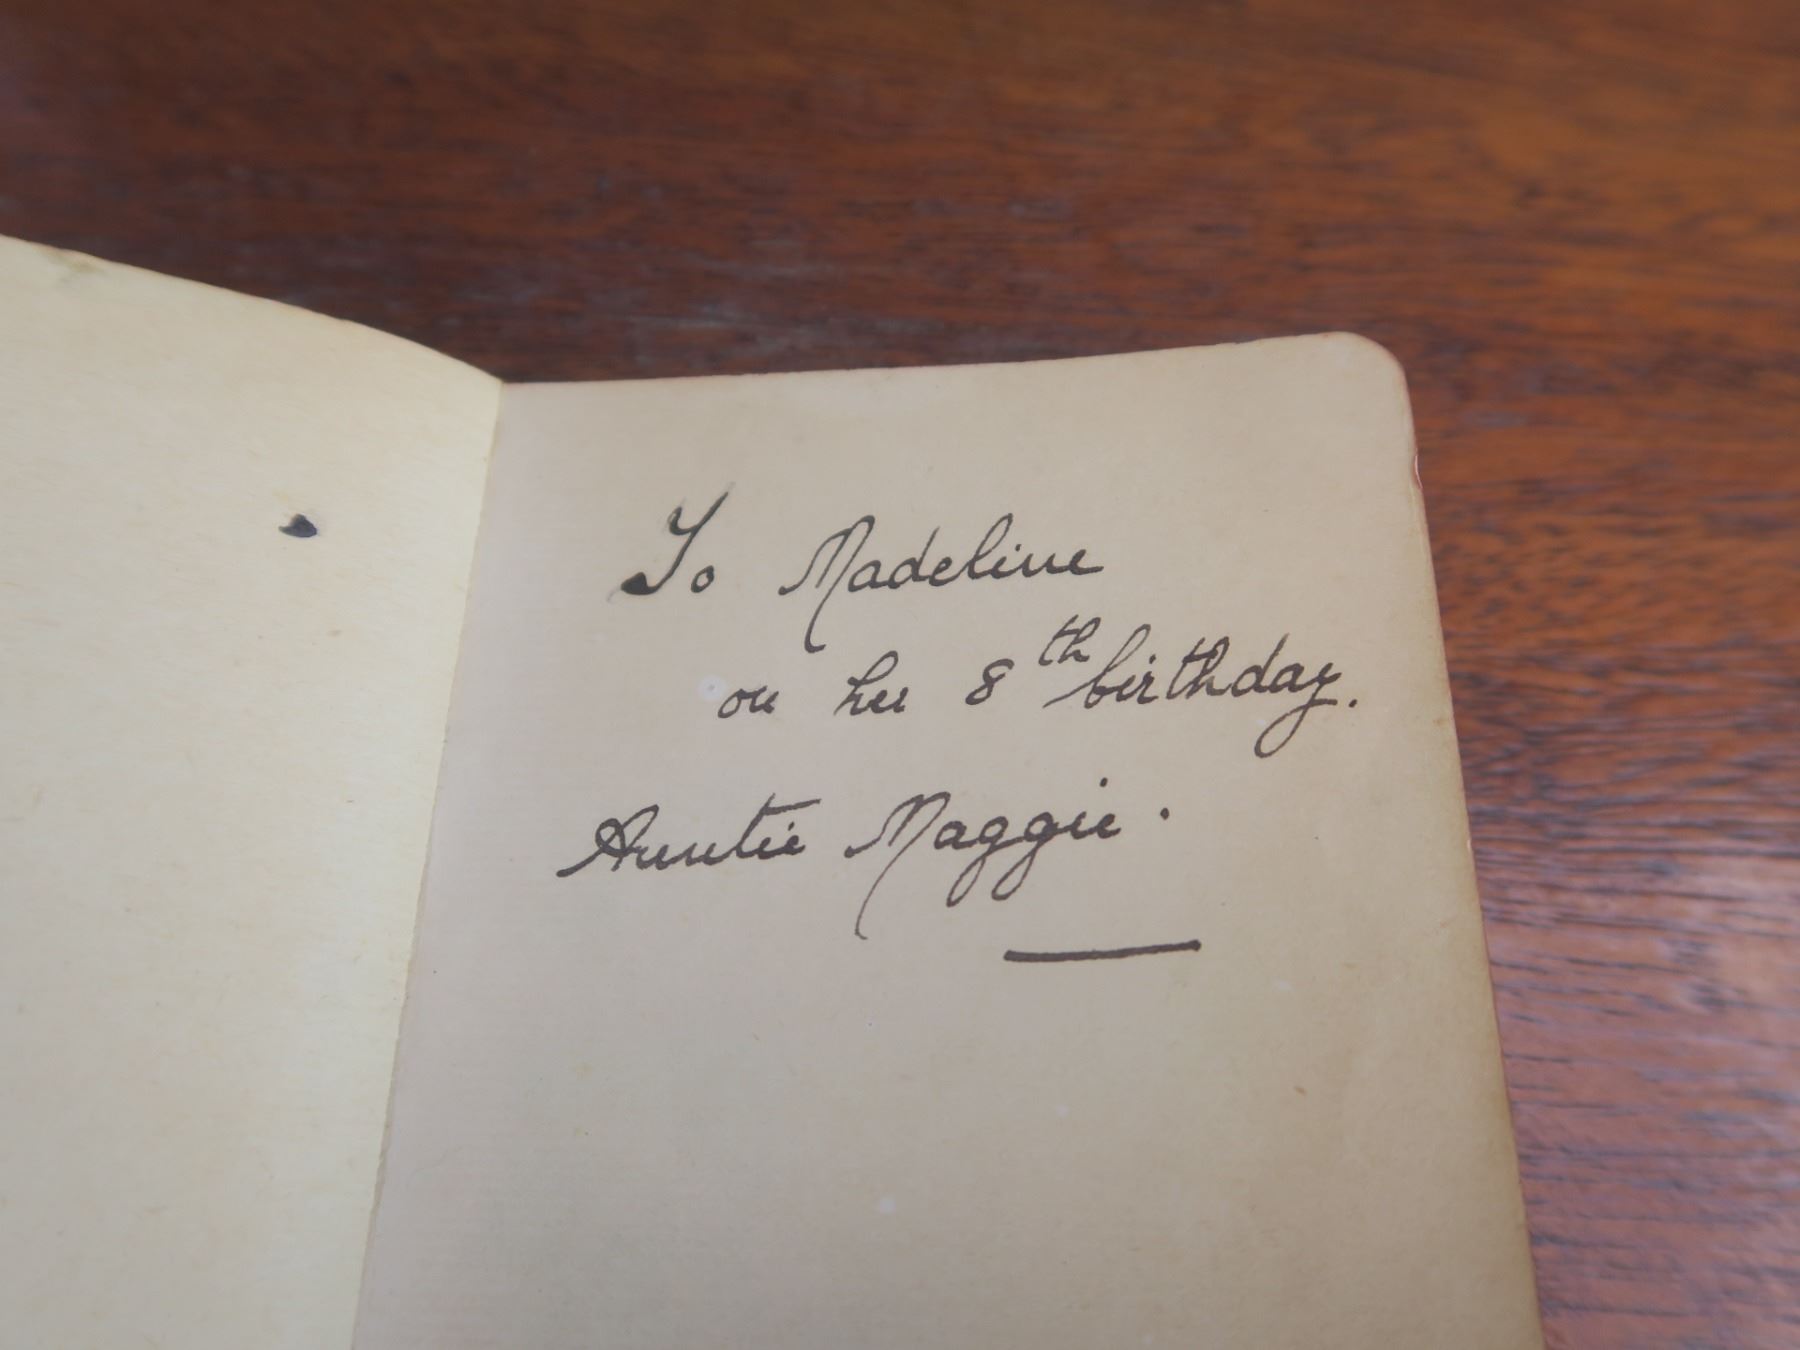 To Madeline
on her 8th birthday.
Auntie Maggie.